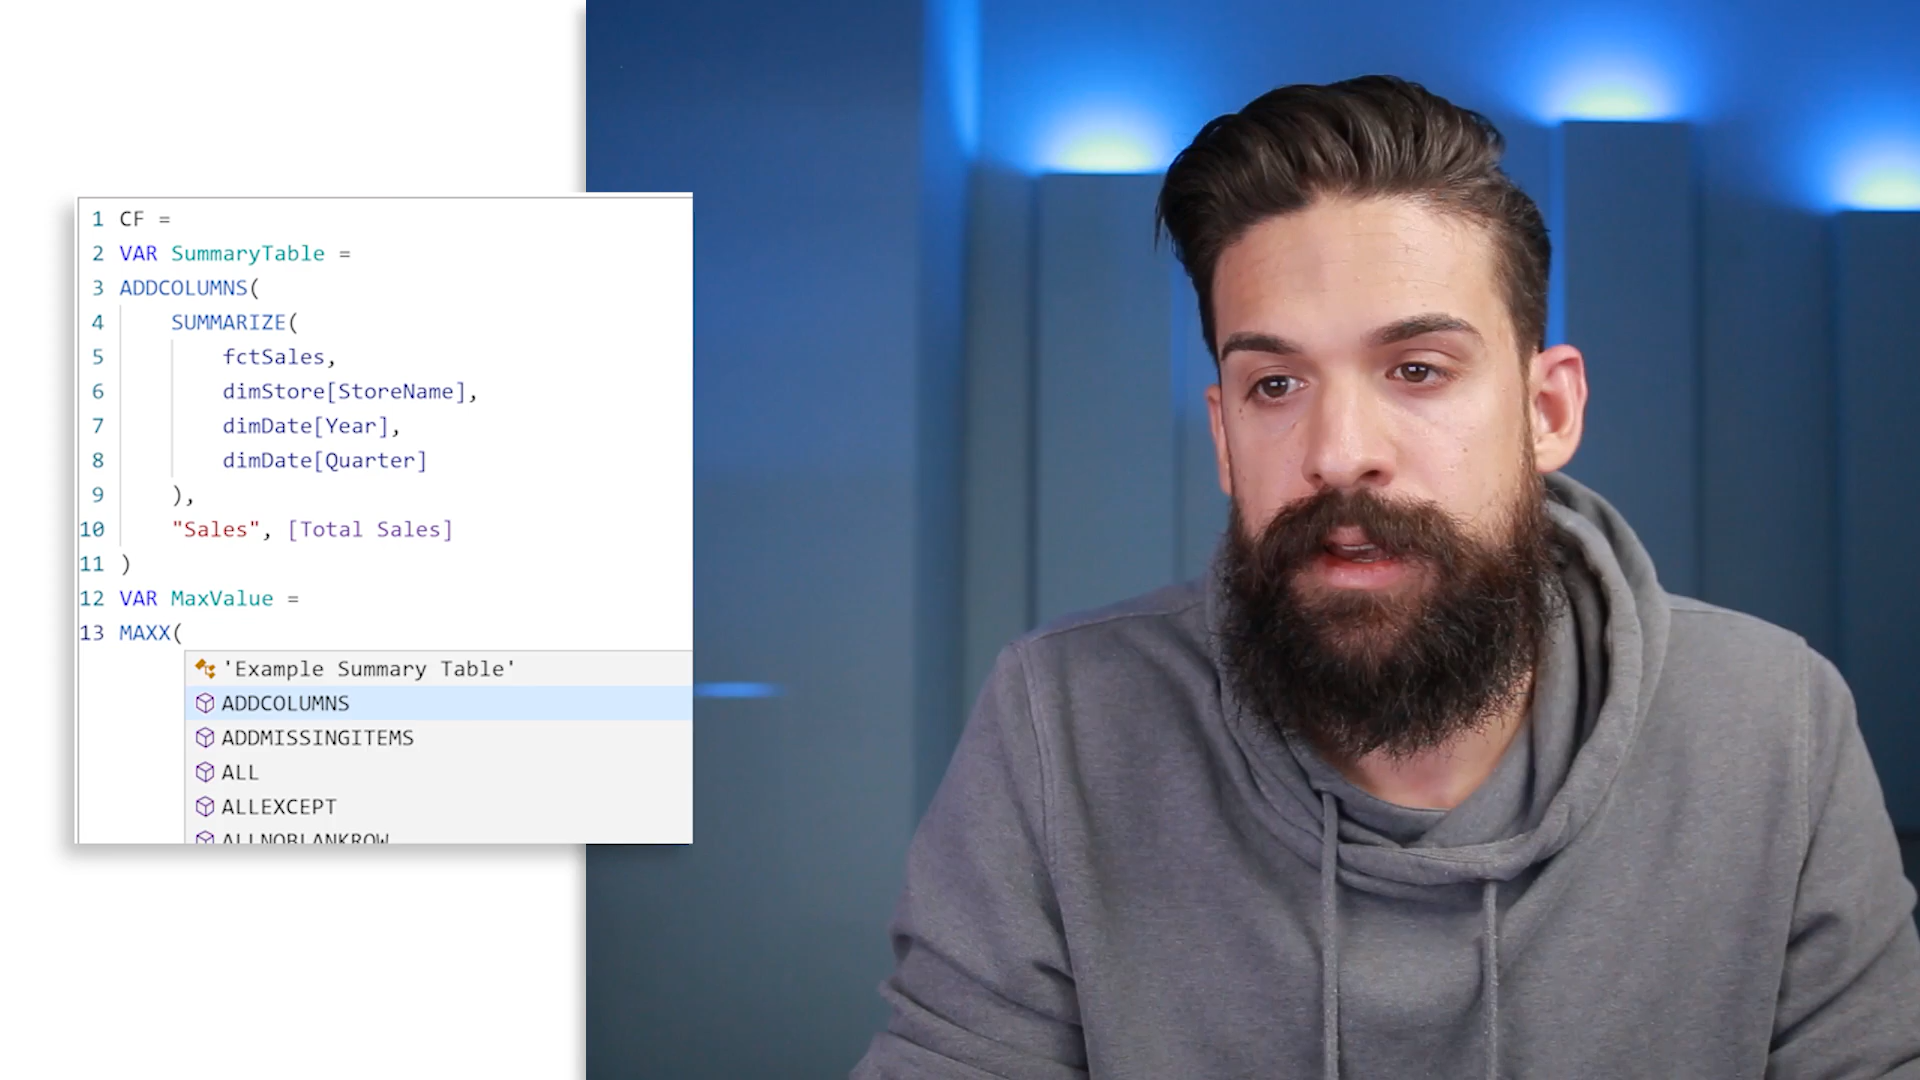 1 CF =
2 VAR SummaryTable =
3 ADDCOLUMNS(
4 SUMMARIZE(
5 fctSales,
6 dimStore[StoreName],
7 dimDate[Year],
8 dimDate[Quarter]
9 ),
10 "Sales", [Total Sales]
11 )
12 VAR MaxValue =
13 MAXX(
'Example Summary Table'
ADDCOLUMNS
ADDMISSINGITEMS
ALL
ALLEXCEPT
ALLNOBLANKROW